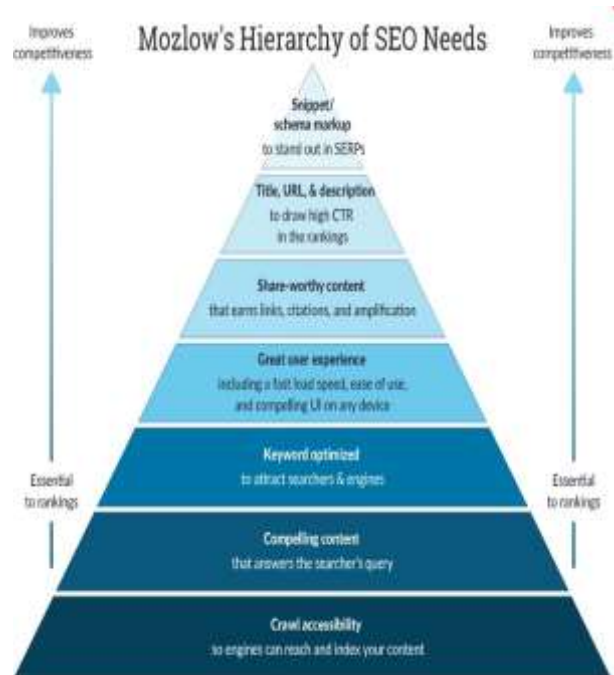 Improves
competitiveness
Mozlow's Hierarchy of SEO Needs
Improves
competitiveness
Snippet/
schema markup
to stand out in SERPs
Title, URL, & description
to draw high CTR
in the rankings
Share-worthy content
that earns links, citations, and amplification
Great user experience
including a fast load speed, ease of use,
and compelling UI on any device
Keyword optimized
to attract searchers & engines
Essential
to rankings
Essential
to rankings
Compelling content
that answers the searcher's query
Crawl accessibility
so engines can reach and index your content